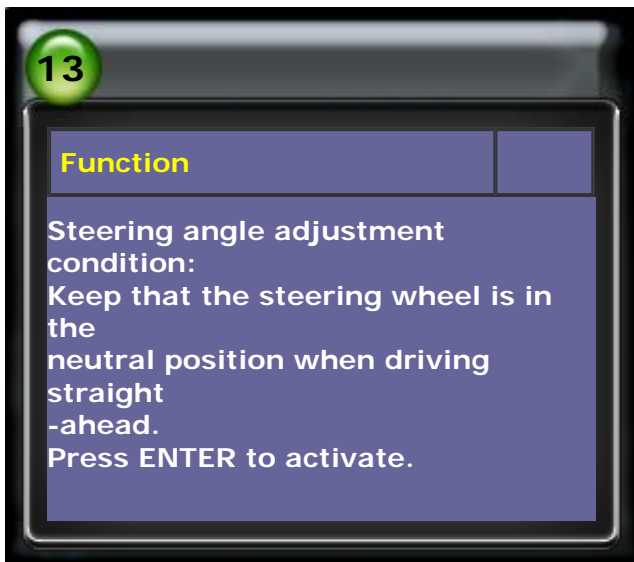 13
Function
Steering angle adjustment
condition:
Keep that the steering wheel is in
the
neutral position when driving
straight
-ahead.
Press ENTER to activate.